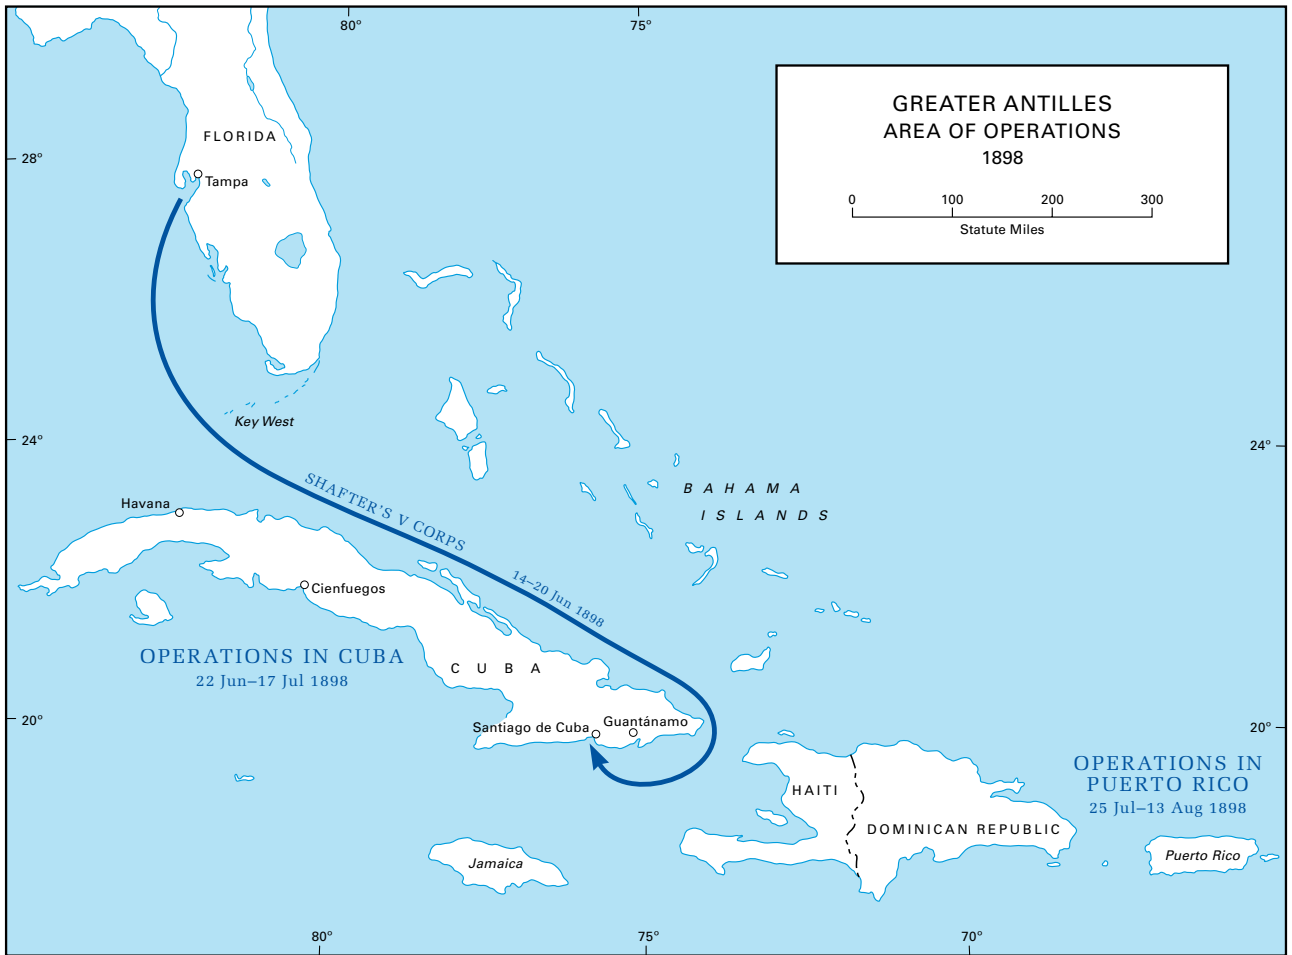 80°
75°
GREATER ANTILLES
AREA OF OPERATIONS
1898
0 100 200 300
Statute Miles
FLORIDA
28°
Tampa
Key West
24°
24°
SHAFTER'S V CORPS
14–20 Jun 1898
BAHAMA
ISLANDS
Havana
Cienfuegos
OPERATIONS IN CUBA
22 Jun–17 Jul 1898
CUBA
20°
Santiago de Cuba
Guantánamo
20°
OPERATIONS IN
PUERTO RICO
25 Jul–13 Aug 1898
HAITI
DOMINICAN REPUBLIC
Jamaica
Puerto Rico
80°
75°
70°